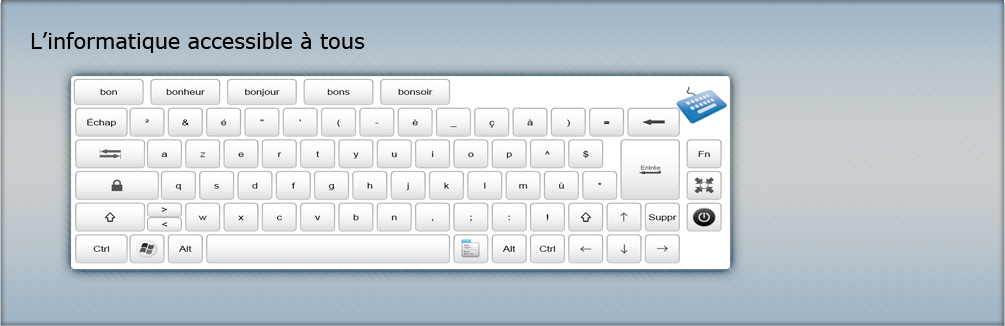 L’informatique accessible à tous
bon bonheur bonjour bons bonsoir
Échap ² & é " ' ( - è _ ç à ) =
a z e r t y u i o p ^ $ Entrée Fn
q s d f g h j k l m ù *
> < w x c v b n , ; : ! Suppr
Ctrl Alt Alt Ctrl